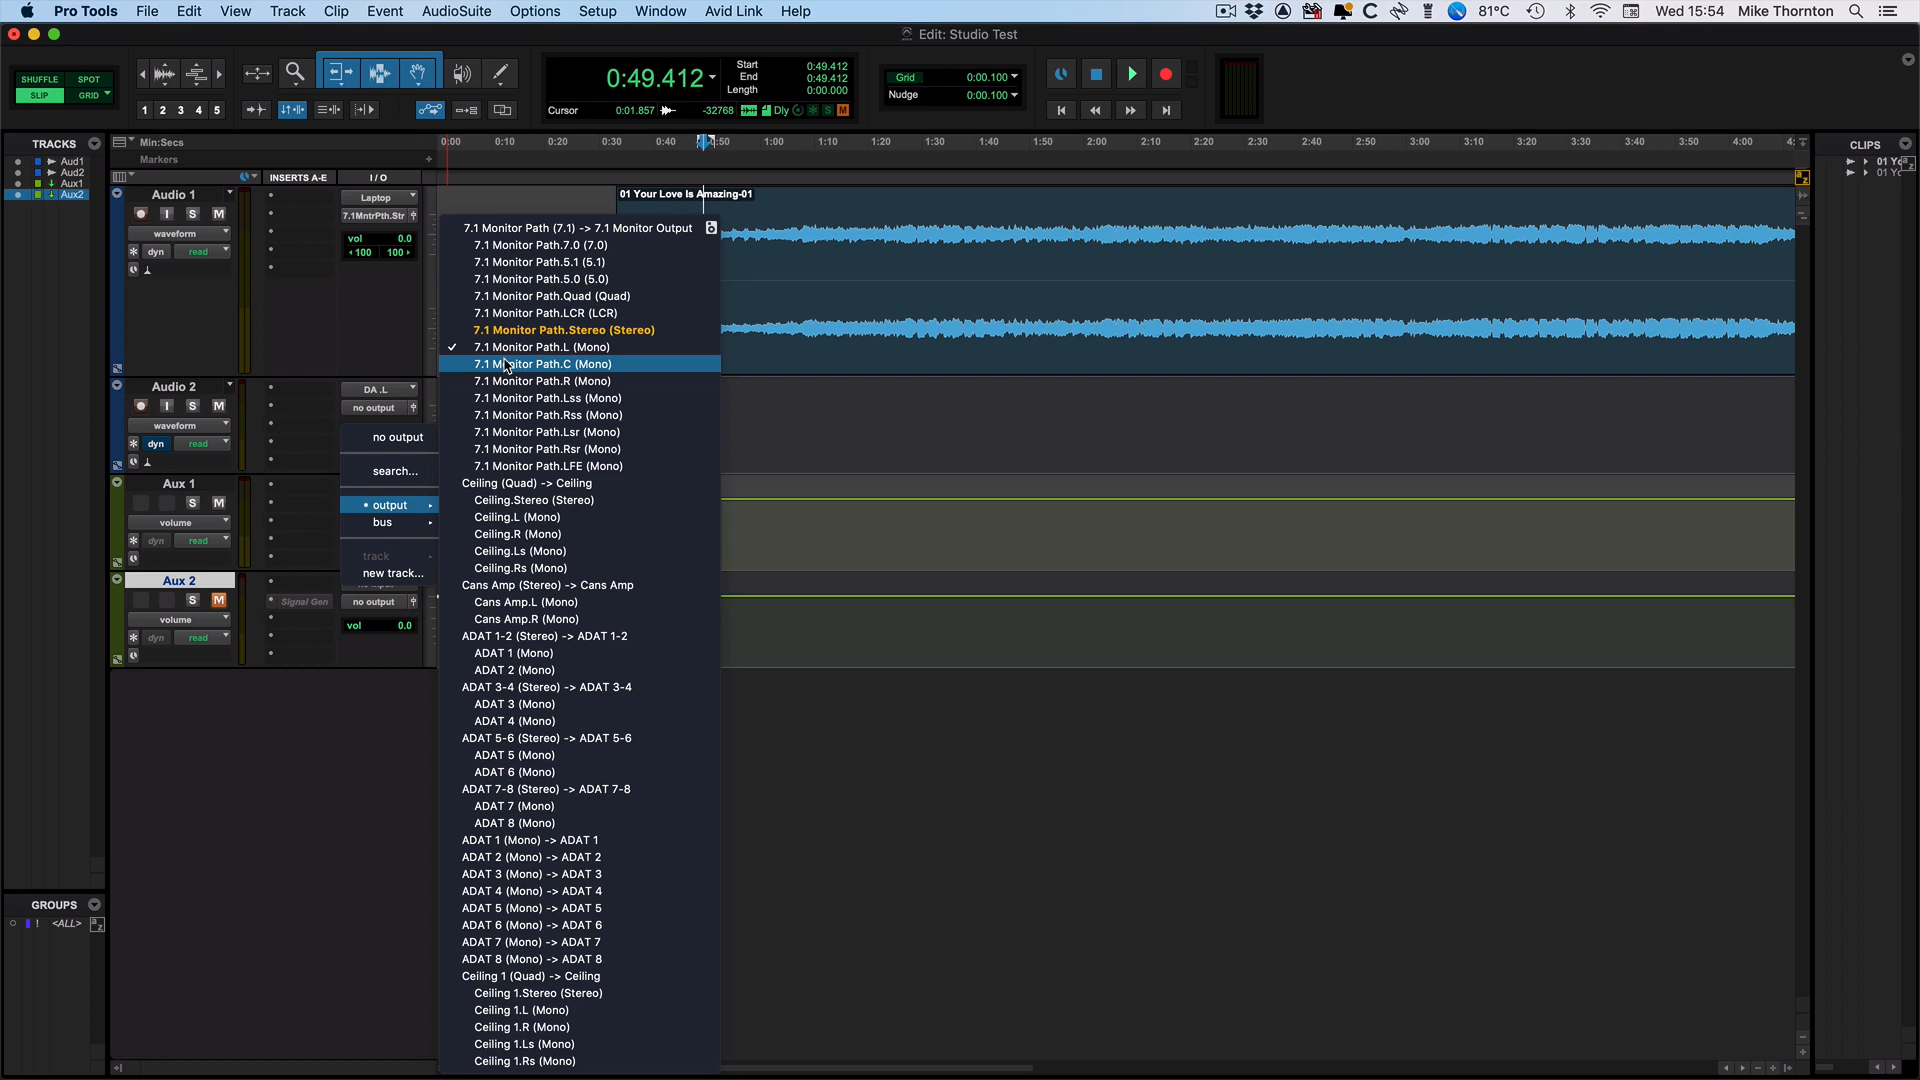 Pro Tools File Edit View Track Clip Event AudioSuite Options Setup Window Avid Link Help 81°C Wed 15:54 Mike Thornton
Edit: Studio Test
SHUFFLE SPOT
SLIP GRID
1 2 3 4 5
0:49.412
Start 0:49.412
End 0:49.412
Length 0:00.000
Cursor 0:01.857 -32768 Dly S M
Grid 0:00.100
Nudge 0:00.100
TRACKS
Aud1
Aud2
Aux1
Aux2
Min:Secs
0:00 0:10 0:20 0:30 0:40 0:50 1:00 1:10 1:20 1:30 1:40 1:50 2:00 2:10 2:20 2:30 2:40 2:50 3:00 3:10 3:20 3:30 3:40 3:50 4:00 4:
Markers
INSERTS A-E I / O
CLIPS
01 Yo
01 Yo
Audio 1
I S M
waveform
dyn read
Laptop
7.1MntrPth.Str
vol 0.0
100 100
01 Your Love Is Amazing-01
Audio 2
I S M
waveform
dyn read
DA .L
no output
Aux 1
S M
volume
dyn read
Aux 2
S M
volume
dyn read
Signal Gen
no output
vol 0.0
no output
search...
output
bus
track
new track...
7.1 Monitor Path (7.1) -> 7.1 Monitor Output
7.1 Monitor Path.7.0 (7.0)
7.1 Monitor Path.5.1 (5.1)
7.1 Monitor Path.5.0 (5.0)
7.1 Monitor Path.Quad (Quad)
7.1 Monitor Path.LCR (LCR)
7.1 Monitor Path.Stereo (Stereo)
7.1 Monitor Path.L (Mono)
7.1 Monitor Path.C (Mono)
7.1 Monitor Path.R (Mono)
7.1 Monitor Path.Lss (Mono)
7.1 Monitor Path.Rss (Mono)
7.1 Monitor Path.Lsr (Mono)
7.1 Monitor Path.Rsr (Mono)
7.1 Monitor Path.LFE (Mono)
Ceiling (Quad) -> Ceiling
Ceiling.Stereo (Stereo)
Ceiling.L (Mono)
Ceiling.R (Mono)
Ceiling.Ls (Mono)
Ceiling.Rs (Mono)
Cans Amp (Stereo) -> Cans Amp
Cans Amp.L (Mono)
Cans Amp.R (Mono)
ADAT 1-2 (Stereo) -> ADAT 1-2
ADAT 1 (Mono)
ADAT 2 (Mono)
ADAT 3-4 (Stereo) -> ADAT 3-4
ADAT 3 (Mono)
ADAT 4 (Mono)
ADAT 5-6 (Stereo) -> ADAT 5-6
ADAT 5 (Mono)
ADAT 6 (Mono)
ADAT 7-8 (Stereo) -> ADAT 7-8
ADAT 7 (Mono)
ADAT 8 (Mono)
ADAT 1 (Mono) -> ADAT 1
ADAT 2 (Mono) -> ADAT 2
ADAT 3 (Mono) -> ADAT 3
ADAT 4 (Mono) -> ADAT 4
ADAT 5 (Mono) -> ADAT 5
ADAT 6 (Mono) -> ADAT 6
ADAT 7 (Mono) -> ADAT 7
ADAT 8 (Mono) -> ADAT 8
Ceiling 1 (Quad) -> Ceiling
Ceiling 1.Stereo (Stereo)
Ceiling 1.L (Mono)
Ceiling 1.R (Mono)
Ceiling 1.Ls (Mono)
Ceiling 1.Rs (Mono)
GROUPS
! <ALL>